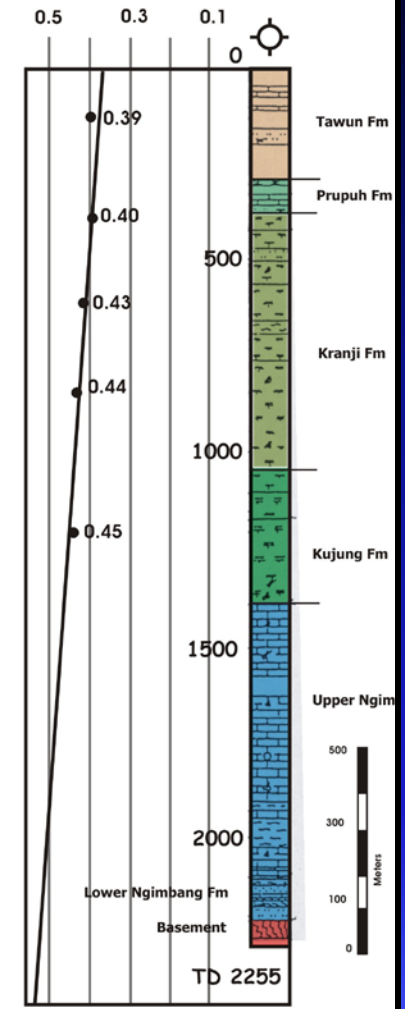 0.5 0.3 0.1
0
0.39
Tawun Fm
Prupuh Fm
0.40
500
0.43
Kranji Fm
0.44
1000
0.45
Kujung Fm
1500
Upper Ngim
500
300
2000
Meters
Lower Ngimbang Fm
100
Basement
0
TD 2255